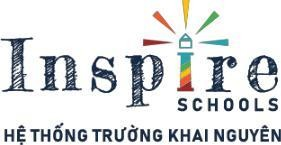 Inspire
SCHOOLS
HỆ THỐNG TRƯỜNG KHAI NGUYÊN